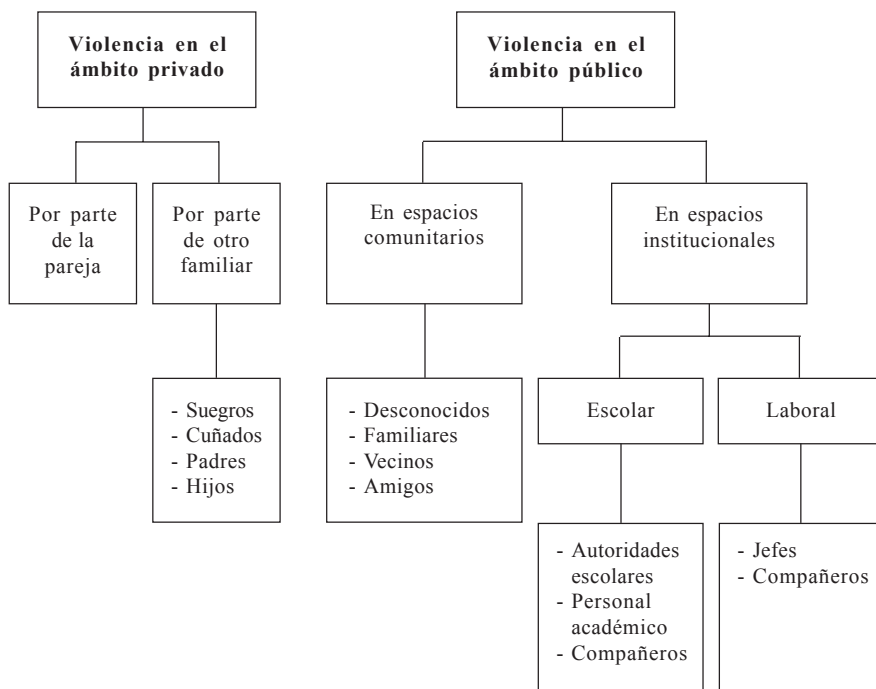 Violencia en el
ámbito privado
Violencia en el
ámbito público
Por parte
de la
pareja
Por parte
de otro
familiar
En espacios
comunitarios
En espacios
institucionales
- Suegros
- Cuñados
- Padres
- Hijos
- Desconocidos
- Familiares
- Vecinos
- Amigos
Escolar
Laboral
- Autoridades
escolares
- Personal
académico
- Compañeros
- Jefes
- Compañeros